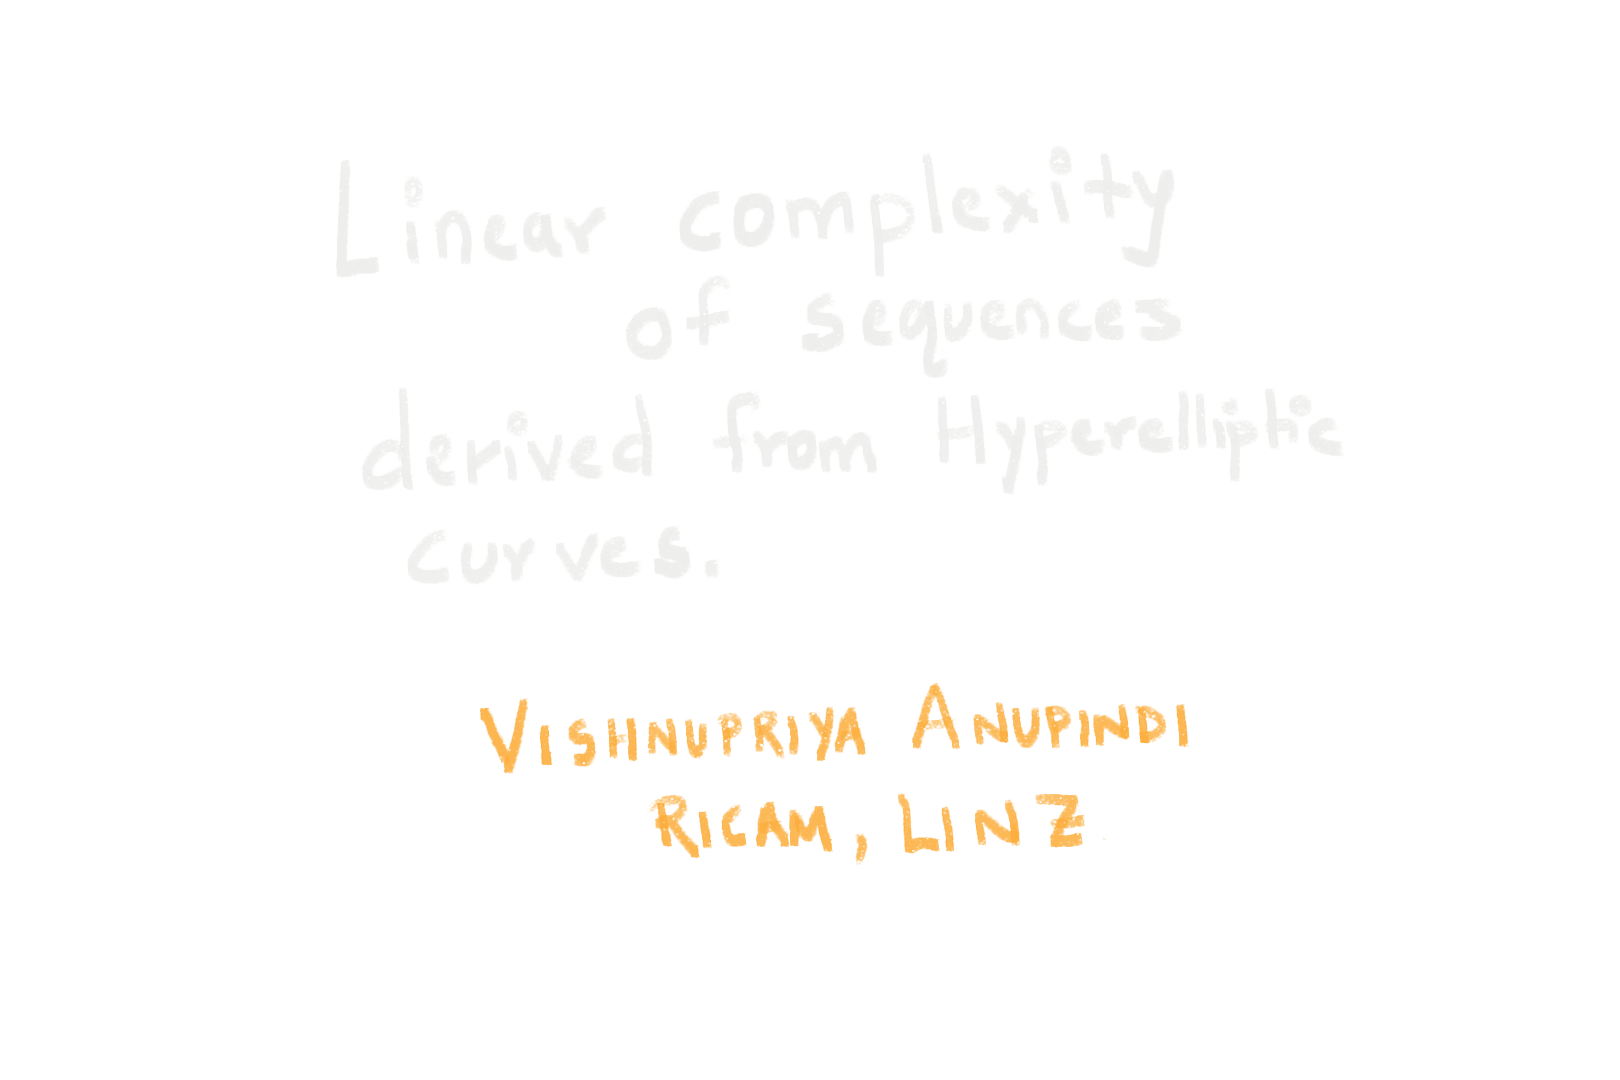 Linear complexity
of sequences
derived from Hyperelliptic
curves.
VISHNUPRIYA ANUPINDI
RICAM, LINZ